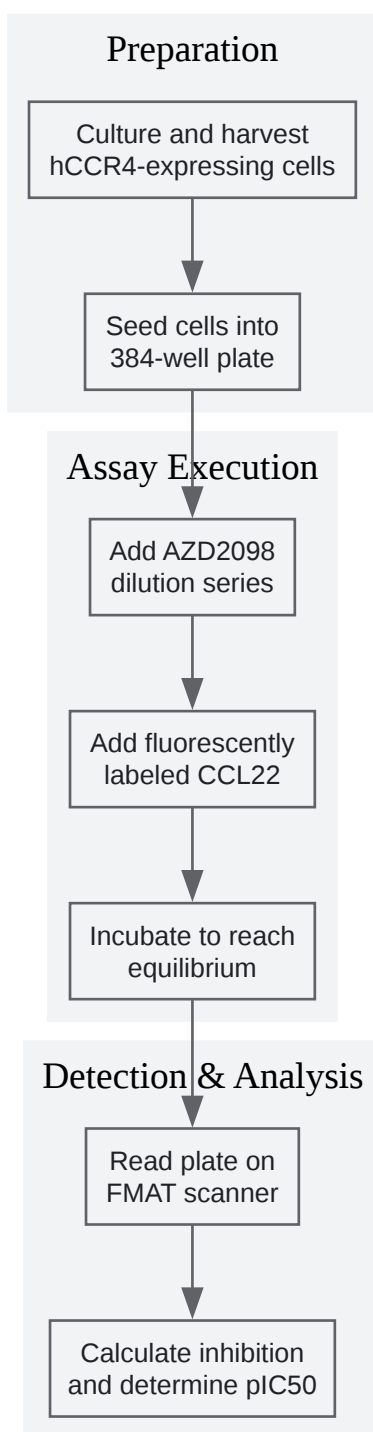 Preparation
Culture and harvest
hCCR4-expressing cells
Seed cells into
384-well plate
Assay Execution
Add AZD2098
dilution series
Add fluorescently
labeled CCL22
Incubate to reach
equilibrium
Detection & Analysis
Read plate on
FMAT scanner
Calculate inhibition
and determine pIC50